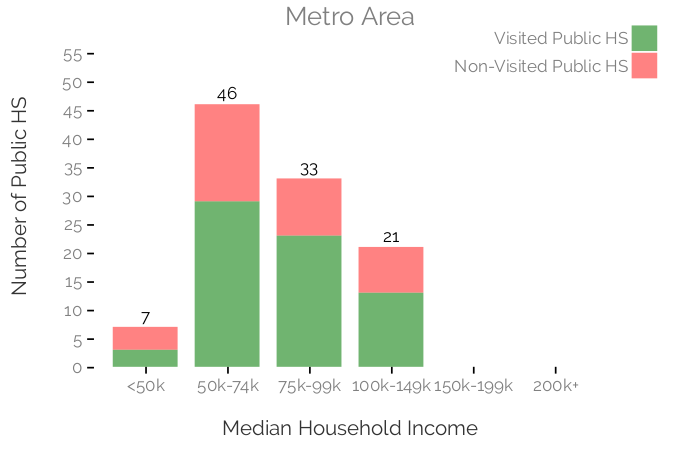 Metro Area
Visited Public HS
Non-Visited Public HS
Number of Public HS
55
50
45
40
35
30
25
20
15
10
5
0
7
46
33
21
<50k
50k-74k
75k-99k
100k-149k
150k-199k
200k+
Median Household Income